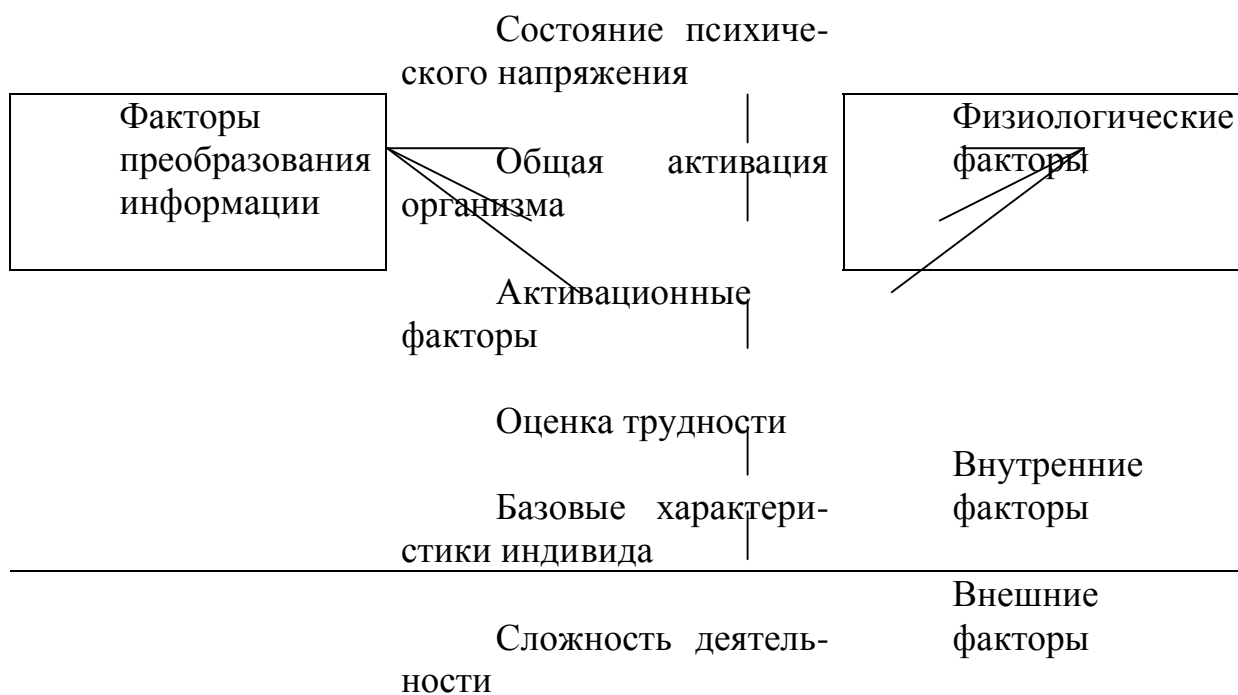 Состояние психиче-
ского напряжения
Факторы
преобразования
информации
Общая активация
организма
Физиологические
факторы
Активационные
факторы
Оценка трудности
Базовые характери-
стики индивида
Внутренние
факторы
Внешние
факторы
Сложность деятель-
ности